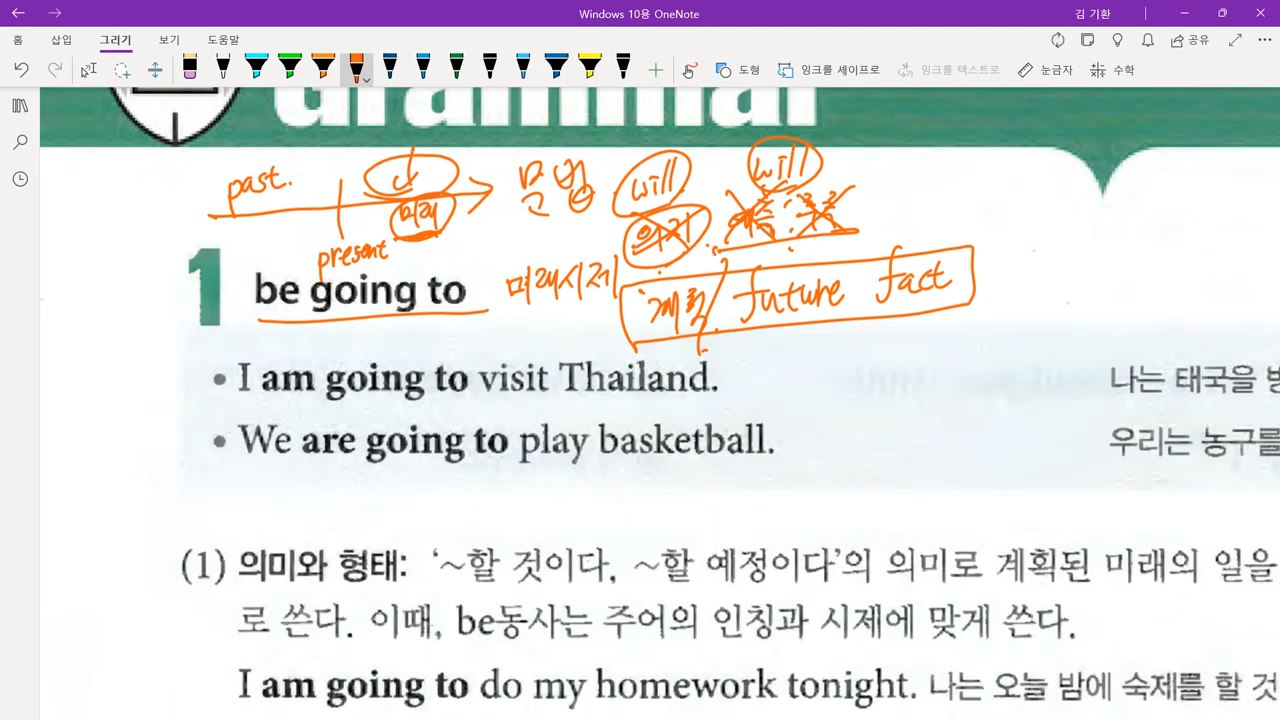 Windows 10용 OneNote
김 기환
홈 삽입 그리기 보기 도움말
공유
도형 잉크를 셰이프로 잉크를 텍스트로 눈금자 수학
Grammar
past. 미래 문법 will will
present
1 be going to 미래시제 계획 future fact
• I am going to visit Thailand. 나는 태국을
• We are going to play basketball. 우리는 농구를
(1) 의미와 형태: ‘~할 것이다, ~할 예정이다’의 의미로 계획된 미래의 일을
로 쓴다. 이때, be동사는 주어의 인칭과 시제에 맞게 쓴다.
I am going to do my homework tonight. 나는 오늘 밤에 숙제를 할 것